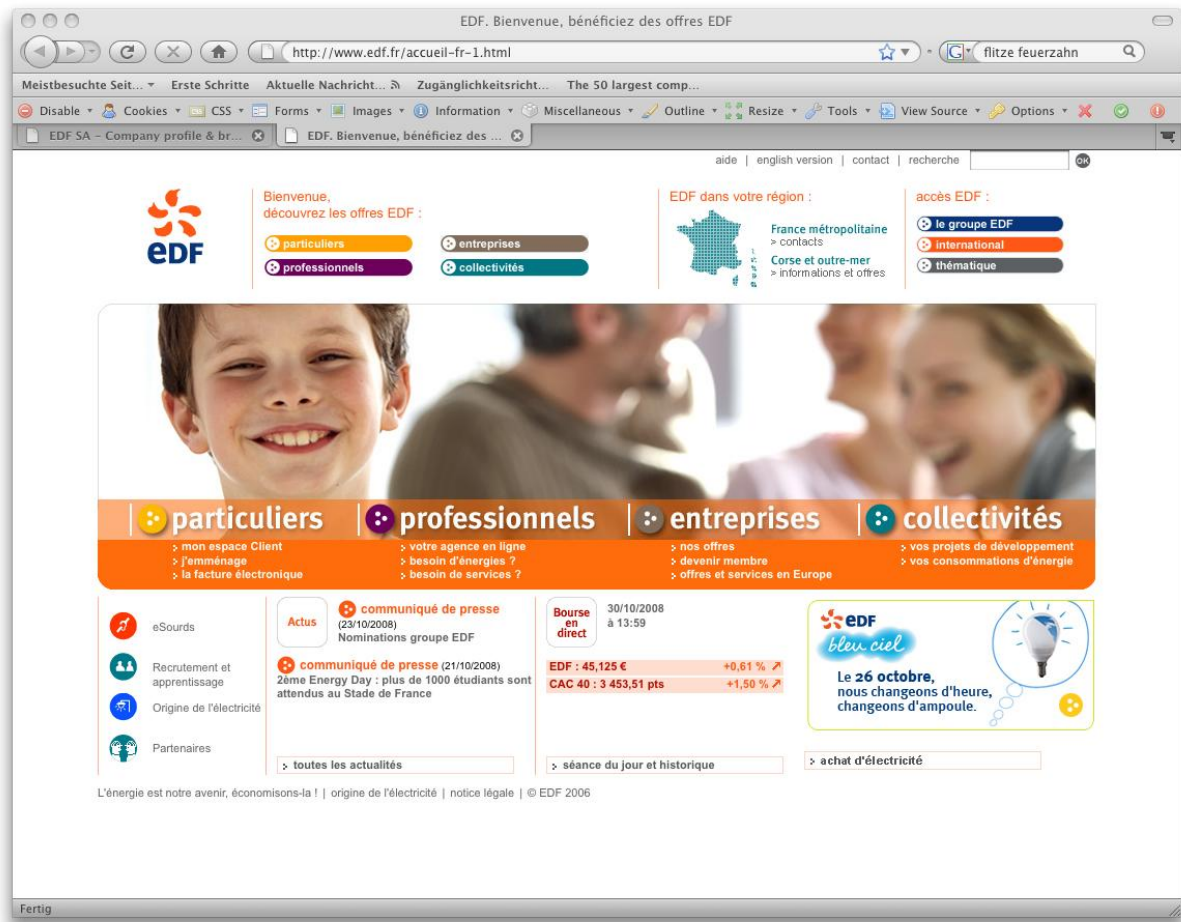 EDF. Bienvenue, bénéficiez des offres EDF
http://www.edf.fr/accueil-fr-1.html
flitze feuerzahn
Meistbesuchte Seit... Erste Schritte Aktuelle Nachricht... Zugänglichkeitsricht... The 50 largest comp...
Disable Cookies CSS Forms Images Information Miscellaneous Outline Resize Tools View Source Options
EDF SA – Company profile & br... EDF. Bienvenue, bénéficiez des ...
aide | english version | contact | recherche OK
edf
Bienvenue,
découvrez les offres EDF :
particuliers
entreprises
professionnels
collectivités
EDF dans votre région :
France métropolitaine
> contacts
Corse et outre-mer
> informations et offres
accès EDF :
le groupe EDF
international
thématique
particuliers
> mon espace Client
> j'emménage
> la facture électronique
professionnels
> votre agence en ligne
> besoin d'énergies ?
> besoin de services ?
entreprises
> nos offres
> devenir membre
> offres et services en Europe
collectivités
> vos projets de développement
> vos consommations d'énergie
eSourds
Recrutement et
apprentissage
Origine de l'électricité
Partenaires
Actus
communiqué de presse
(23/10/2008)
Nominations groupe EDF
communiqué de presse (21/10/2008)
2ème Energy Day : plus de 1000 étudiants sont
attendus au Stade de France
> toutes les actualités
Bourse
en
direct
30/10/2008
à 13:59
EDF : 45,125 € +0,61 %
CAC 40 : 3 453,51 pts +1,50 %
> séance du jour et historique
edf
bleu ciel
Le 26 octobre,
nous changeons d'heure,
changeons d'ampoule.
> achat d'électricité
L'énergie est notre avenir, économisons-la ! | origine de l'électricité | notice légale | © EDF 2006
Fertig